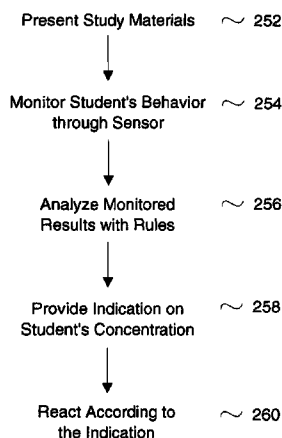 Present Study Materials 252
Monitor Student's Behavior 254
through Sensor
Analyze Monitored 256
Results with Rules
Provide Indication on 258
Student's Concentration
React According to 260
the Indication